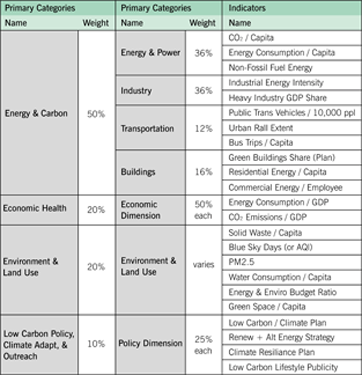 Primary Categories Primary Categories Indicators
Name Weight Name Weight Name
Energy & Carbon 50%
Energy & Power 36%
CO₂ / Capita
Energy Consumption / Capita
Non-Fossil Fuel Energy
Industry 36%
Industrial Energy Intensity
Heavy Industry GDP Share
Transportation 12%
Public Trans Vehicles / 10,000 ppl
Urban Rail Extent
Bus Trips / Capita
Buildings 16%
Green Buildings Share (Plan)
Residential Energy / Capita
Commercial Energy / Employee
Economic Health 20%
Economic
Dimension
50%
each
Energy Consumption / GDP
CO₂ Emissions / GDP
Environment &
Land Use
20%
Environment &
Land Use
varies
Solid Waste / Capita
Blue Sky Days (or AQI)
PM2.5
Water Consumption / Capita
Energy & Enviro Budget Ratio
Green Space / Capita
Low Carbon Policy,
Climate Adapt, &
Outreach
10%
Policy Dimension
25%
each
Low Carbon / Climate Plan
Renew + Alt Energy Strategy
Climate Resiliance Plan
Low Carbon Lifestyle Publicity